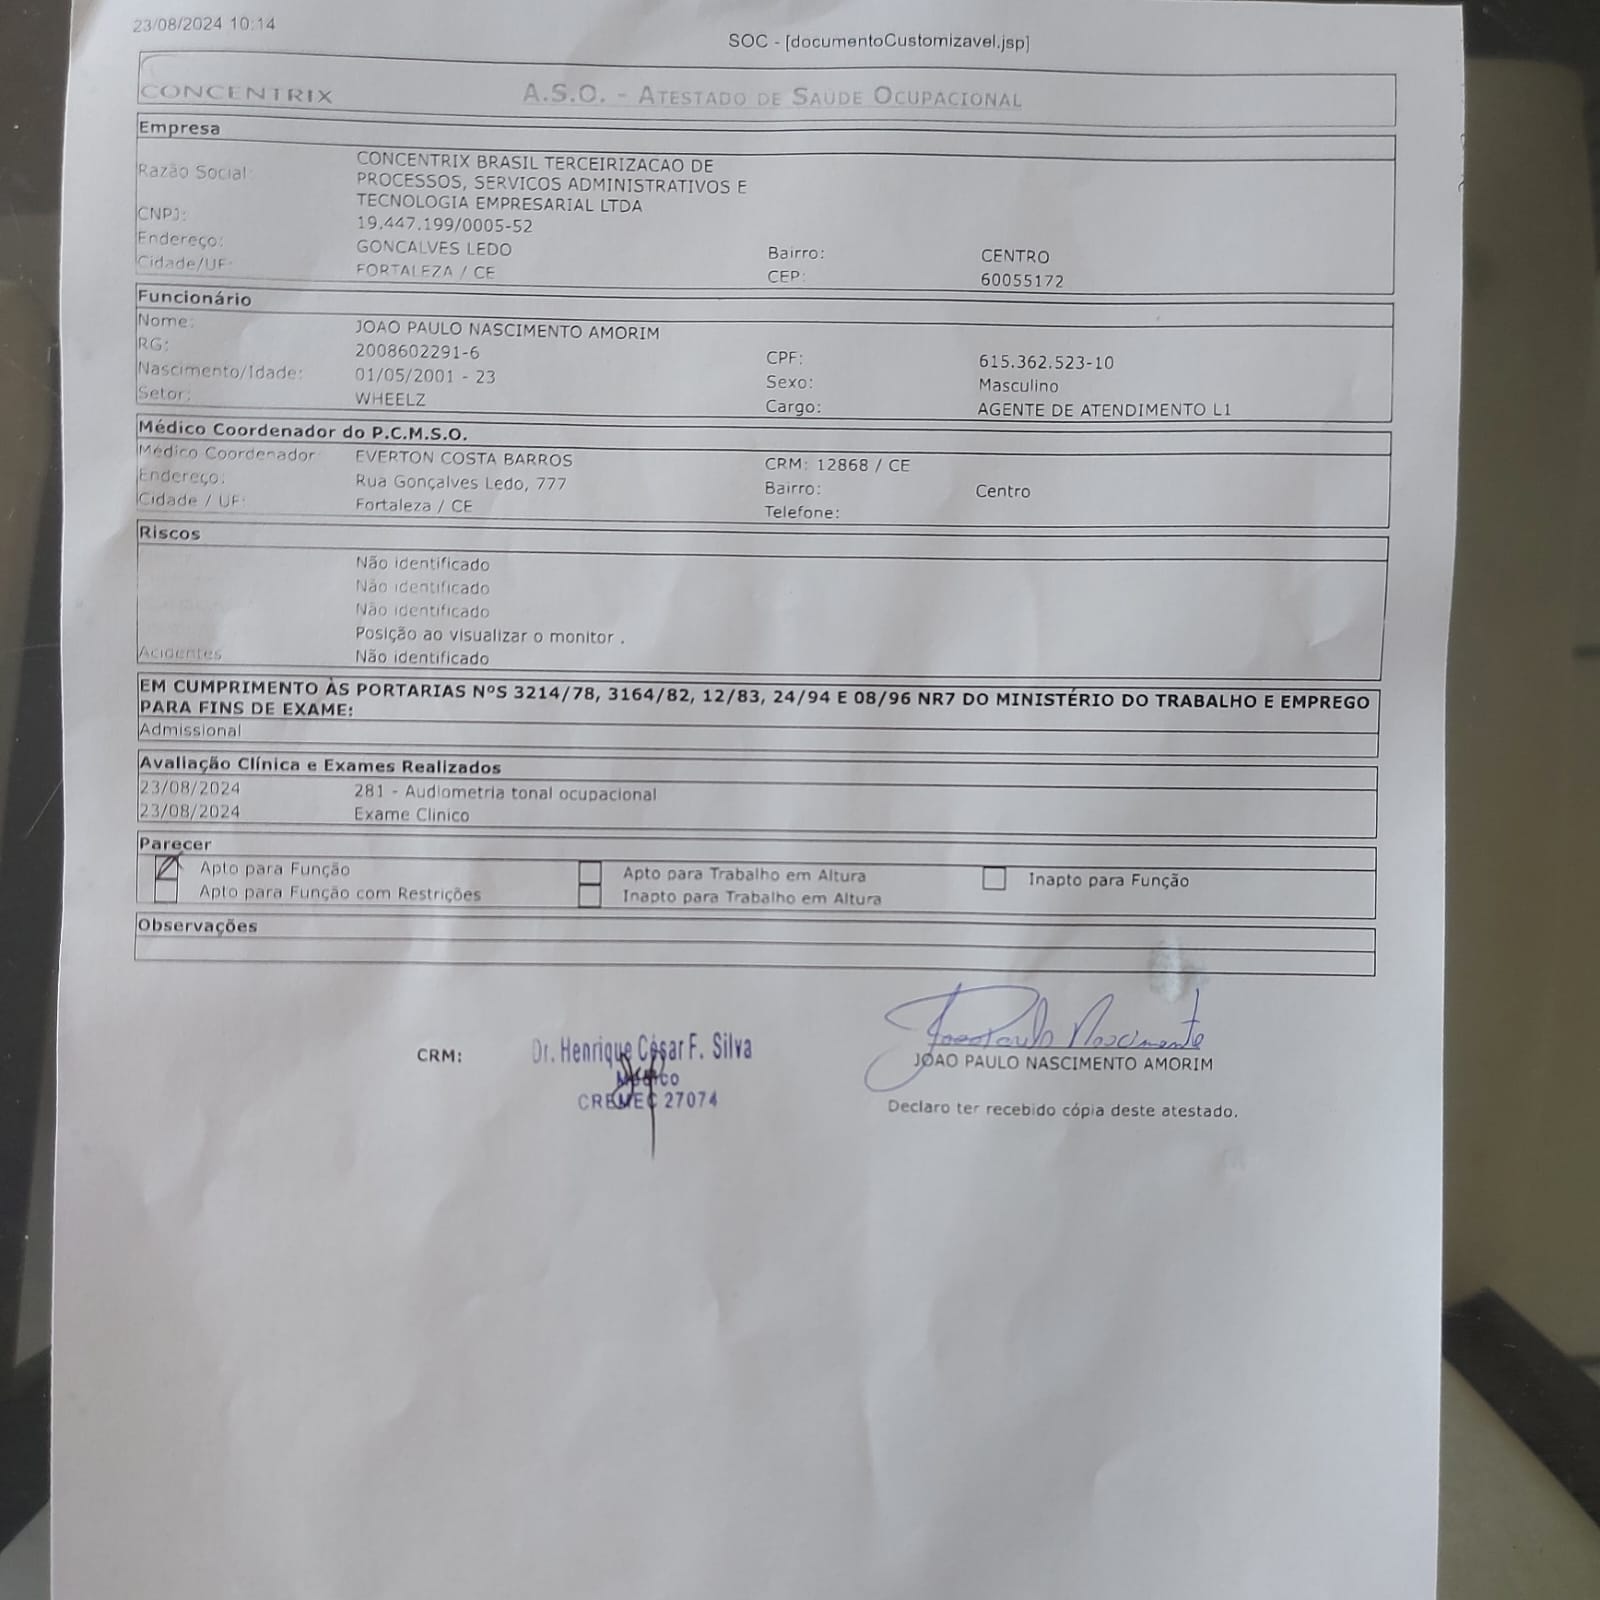 23/08/2024 10:14
SOC - [documentoCustomizavel.jsp]
CONCENTRIX A.S.O. - ATESTADO DE SAÚDE OCUPACIONAL
Empresa
Razão Social: CONCENTRIX BRASIL TERCEIRIZACAO DE
PROCESSOS, SERVICOS ADMINISTRATIVOS E
TECNOLOGIA EMPRESARIAL LTDA
CNPJ: 19.447.199/0005-52
Endereço: GONCALVES LEDO Bairro: CENTRO
Cidade/UF: FORTALEZA / CE CEP: 60055172
Funcionário
Nome: JOAO PAULO NASCIMENTO AMORIM
RG: 2008602291-6 CPF: 615.362.523-10
Nascimento/Idade: 01/05/2001 - 23 Sexo: Masculino
Setor: WHEELZ Cargo: AGENTE DE ATENDIMENTO L1
Médico Coordenador do P.C.M.S.O.
Médico Coordenador EVERTON COSTA BARROS CRM: 12868 / CE
Endereço: Rua Gonçalves Ledo, 777 Bairro: Centro
Cidade / UF: Fortaleza / CE Telefone:
Riscos
Não identificado
Não identificado
Não identificado
Posição ao visualizar o monitor .
Acidentes Não identificado
EM CUMPRIMENTO ÀS PORTARIAS NºS 3214/78, 3164/82, 12/83, 24/94 E 08/96 NR7 DO MINISTÉRIO DO TRABALHO E EMPREGO
PARA FINS DE EXAME:
Admissional
Avaliação Clínica e Exames Realizados
23/08/2024 281 - Audiometria tonal ocupacional
23/08/2024 Exame Clinico
Parecer
Apto para Função Apto para Trabalho em Altura Inapto para Função
Apto para Função com Restrições Inapto para Trabalho em Altura
Observações
João Paulo Nascimento
CRM: Dr. Henrique César F. Silva
JOAO PAULO NASCIMENTO AMORIM
Médico
CREMEC 27074
Declaro ter recebido cópia deste atestado.